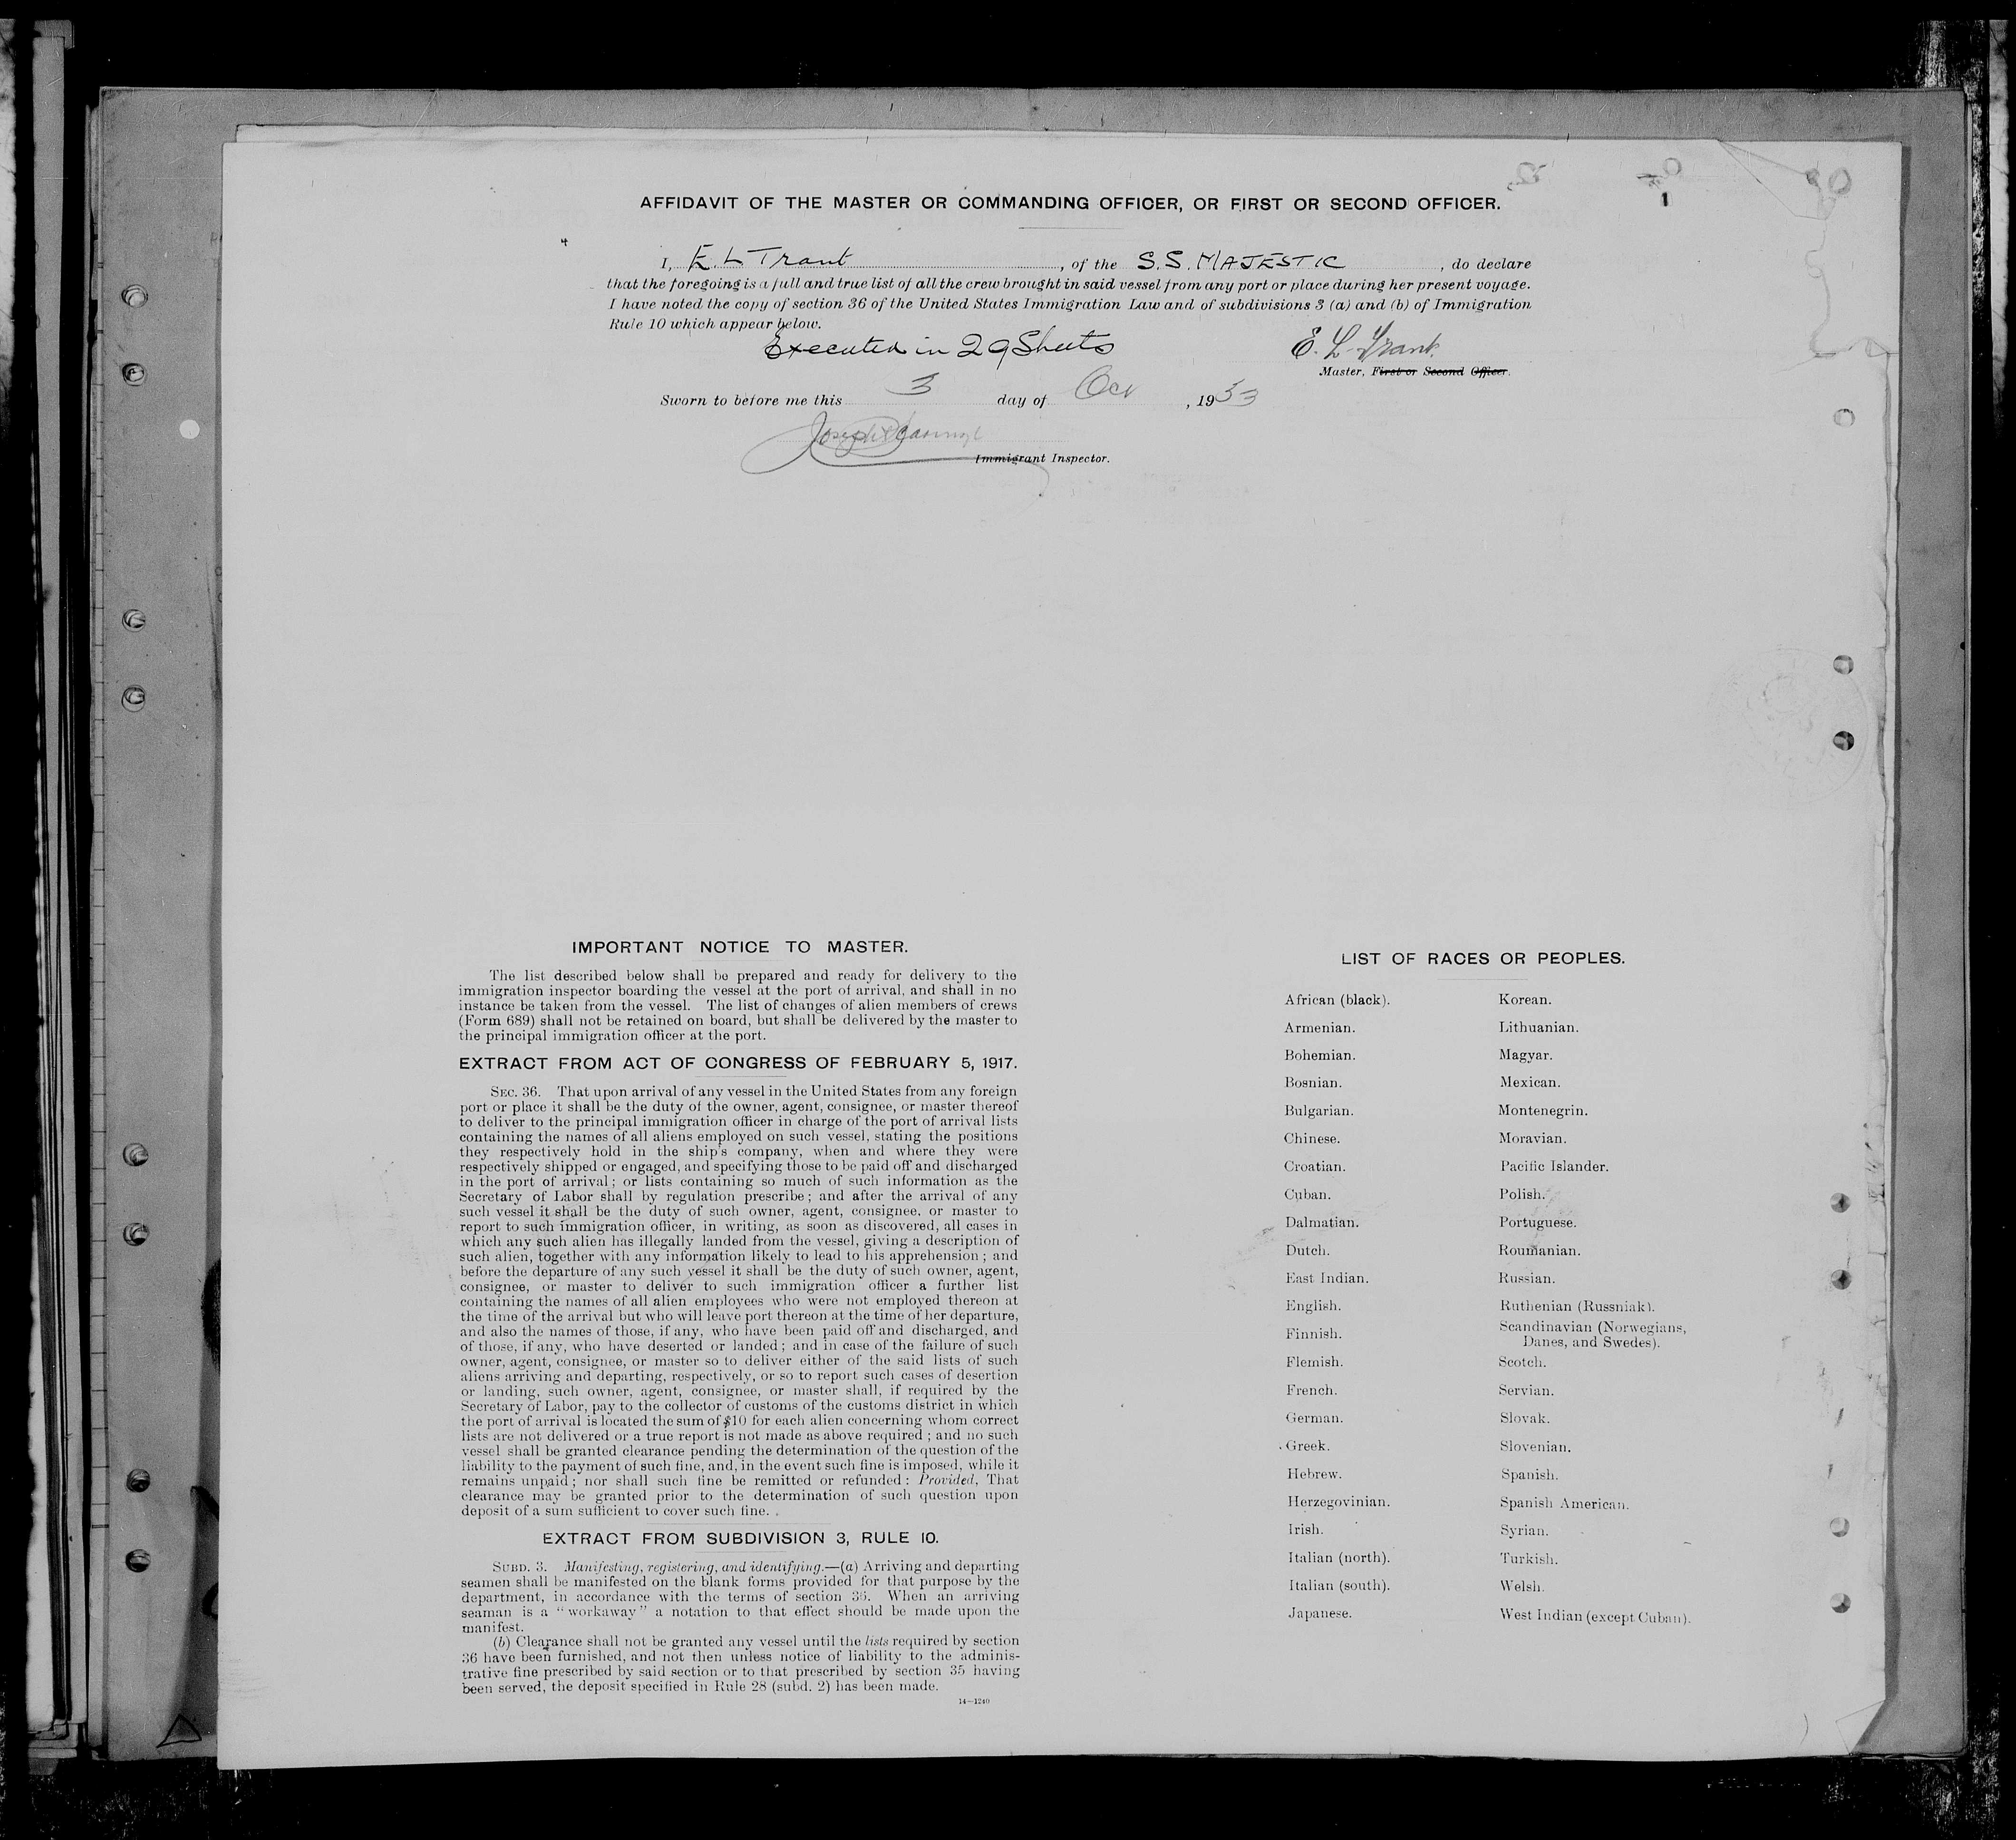 1
AFFIDAVIT OF THE MASTER OR COMMANDING OFFICER, OR FIRST OR SECOND OFFICER.
I, E. L Trant, of the S.S. MAJESTIC, do declare
that the foregoing is a full and true list of all the crew brought in said vessel from any port or place during her present voyage.
I have noted the copy of section 36 of the United States Immigration Law and of subdivisions 3 (a) and (b) of Immigration
Rule 10 which appear below.
Executed in 29 Sheets
E. L. Trant
Master, First or Second Officer.
Sworn to before me this 3 day of Oct, 1933
Joseph
Immigrant Inspector.
IMPORTANT NOTICE TO MASTER.
The list described below shall be prepared and ready for delivery to the
immigration inspector boarding the vessel at the port of arrival, and shall in no
instance be taken from the vessel. The list of changes of alien members of crews
(Form 689) shall not be retained on board, but shall be delivered by the master to
the principal immigration officer at the port.
EXTRACT FROM ACT OF CONGRESS OF FEBRUARY 5, 1917.
SEC. 36. That upon arrival of any vessel in the United States from any foreign
port or place it shall be the duty of the owner, agent, consignee, or master thereof
to deliver to the principal immigration officer in charge of the port of arrival lists
containing the names of all aliens employed on such vessel, stating the positions
they respectively hold in the ship's company, when and where they were
respectively shipped or engaged, and specifying those to be paid off and discharged
in the port of arrival; or lists containing so much of such information as the
Secretary of Labor shall by regulation prescribe; and after the arrival of any
such vessel it shall be the duty of such owner, agent, consignee, or master to
report to such immigration officer, in writing, as soon as discovered, all cases in
which any such alien has illegally landed from the vessel, giving a description of
such alien, together with any information likely to lead to his apprehension; and
before the departure of any such vessel it shall be the duty of such owner, agent,
consignee, or master to deliver to such immigration officer a further list
containing the names of all alien employees who were not employed thereon at
the time of the arrival but who will leave port thereon at the time of her departure,
and also the names of those, if any, who have been paid off and discharged, and
of those, if any, who have deserted or landed; and in case of the failure of such
owner, agent, consignee, or master so to deliver either of the said lists of such
aliens arriving and departing, respectively, or so to report such cases of desertion
or landing, such owner, agent, consignee, or master shall, if required by the
Secretary of Labor, pay to the collector of customs of the customs district in which
the port of arrival is located the sum of $10 for each alien concerning whom correct
lists are not delivered or a true report is not made as above required; and no such
vessel shall be granted clearance pending the determination of the question of the
liability to the payment of such fine, and, in the event such fine is imposed, while it
remains unpaid; nor shall such fine be remitted or refunded: Provided, That
clearance may be granted prior to the determination of such question upon
deposit of a sum sufficient to cover such fine.
EXTRACT FROM SUBDIVISION 3, RULE 10.
SUBD. 3. Manifesting, registering, and identifying.—(a) Arriving and departing
seamen shall be manifested on the blank forms provided for that purpose by the
department, in accordance with the terms of section 36. When an arriving
seaman is a "workaway" a notation to that effect should be made upon the
manifest.
(b) Clearance shall not be granted any vessel until the lists required by section
36 have been furnished, and not then unless notice of liability to the adminis-
trative fine prescribed by said section or to that prescribed by section 35 having
been served, the deposit specified in Rule 28 (subd. 2) has been made.
14—1240
LIST OF RACES OR PEOPLES.
African (black).
Armenian.
Bohemian.
Bosnian.
Bulgarian.
Chinese.
Croatian.
Cuban.
Dalmatian.
Dutch.
East Indian.
English.
Finnish.
Flemish.
French.
German.
Greek.
Hebrew.
Herzegovinian.
Irish.
Italian (north).
Italian (south).
Japanese.
Korean.
Lithuanian.
Magyar.
Mexican.
Montenegrin.
Moravian.
Pacific Islander.
Polish.
Portuguese.
Roumanian.
Russian.
Ruthenian (Russniak).
Scandinavian (Norwegians,
Danes, and Swedes).
Scotch.
Servian.
Slovak.
Slovenian.
Spanish.
Spanish American.
Syrian.
Turkish.
Welsh.
West Indian (except Cuban).